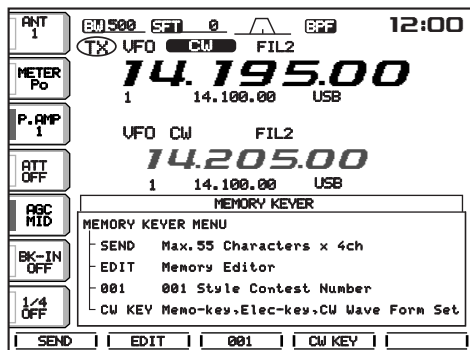 ANT
1
BW 500 SFT 0 BPF 12:00
TX VFO CW FIL2
METER
Po
14.195.00
1 14.100.00 USB
P.AMP
1
VFO CW FIL2
ATT
OFF
14.205.00
1 14.100.00 USB
AGC
MID
MEMORY KEYER
MEMORY KEYER MENU
SEND Max.55 Characters x 4ch
BK-IN
OFF
EDIT Memory Editor
001 001 Style Contest Number
1/4
OFF
CW KEY Memo-key,Elec-key,CW Wave Form Set
SEND EDIT 001 CW KEY